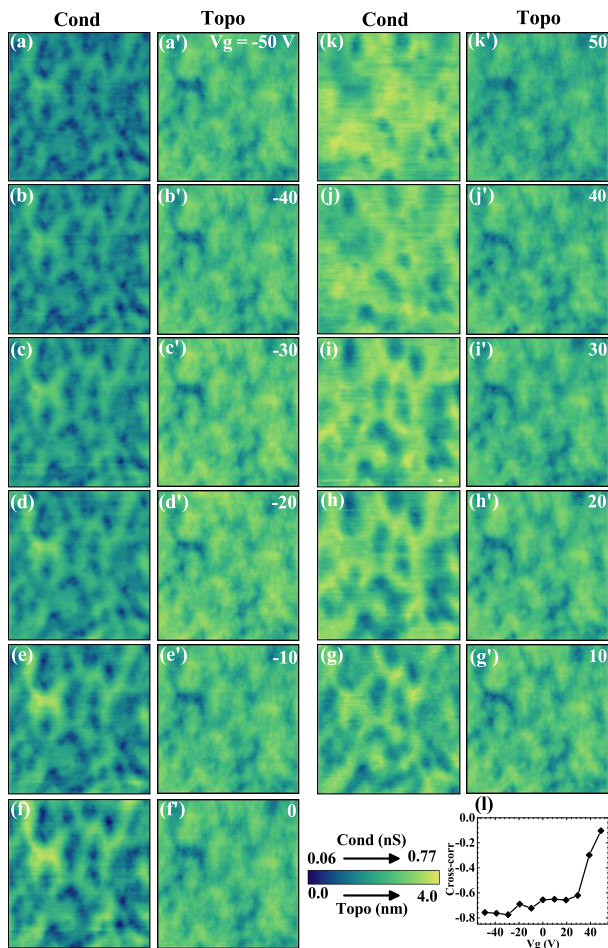 Cond Topo Cond Topo
(a) (a') Vg = -50 V (k) (k') 50
(b) (b') -40 (j) (j') 40
(c) (c') -30 (i) (i') 30
(d) (d') -20 (h) (h') 20
(e) (e') -10 (g) (g') 10
(f) (f') 0
Cond (nS)
0.06 0.77
0.0 4.0
Topo (nm)
(l)
0.0
-0.2
-0.4
-0.6
-0.8
Cross-corr
-40 -20 0 20 40
Vg (V)